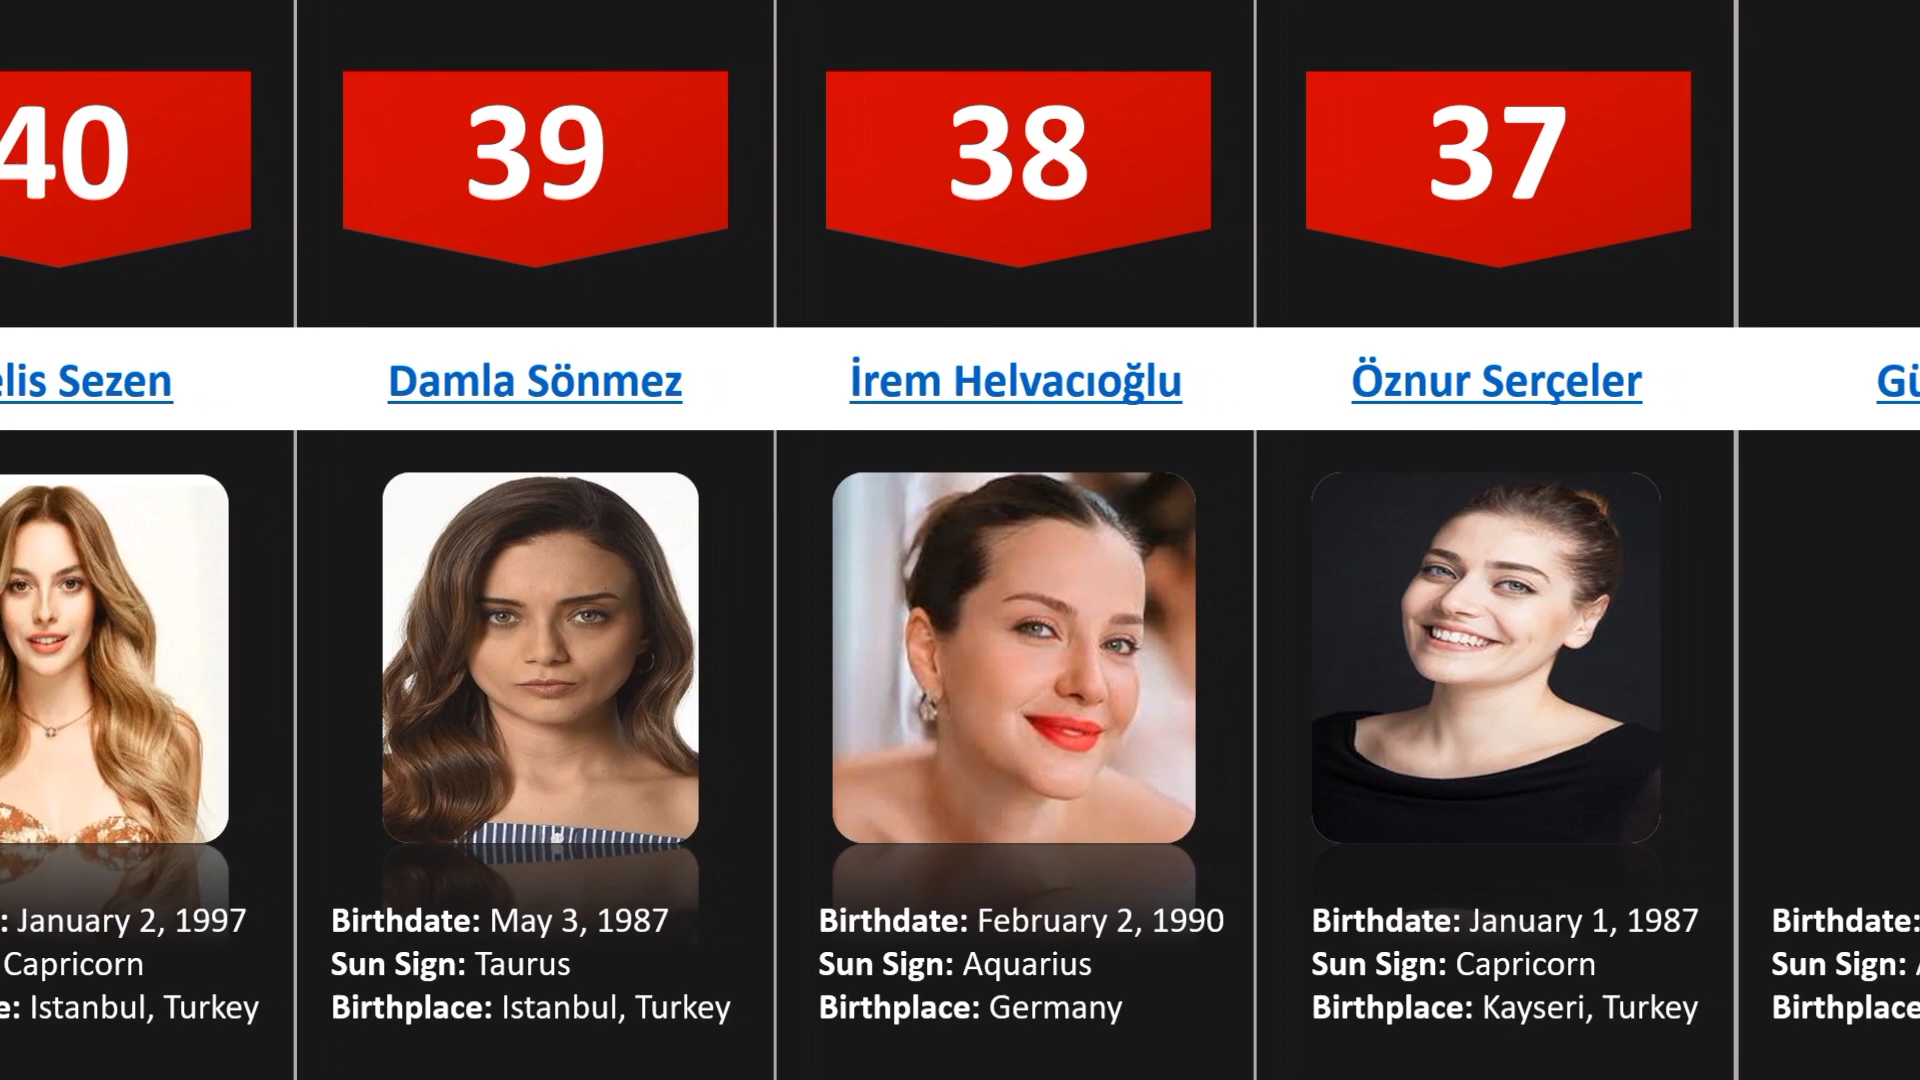 40
39
38
37
elis Sezen
Damla Sönmez
İrem Helvacıoğlu
Öznur Serçeler
Gü
: January 2, 1997
Capricorn
e: Istanbul, Turkey
Birthdate: May 3, 1987
Sun Sign: Taurus
Birthplace: Istanbul, Turkey
Birthdate: February 2, 1990
Sun Sign: Aquarius
Birthplace: Germany
Birthdate: January 1, 1987
Sun Sign: Capricorn
Birthplace: Kayseri, Turkey
Birthdate:
Sun Sign:
Birthplace